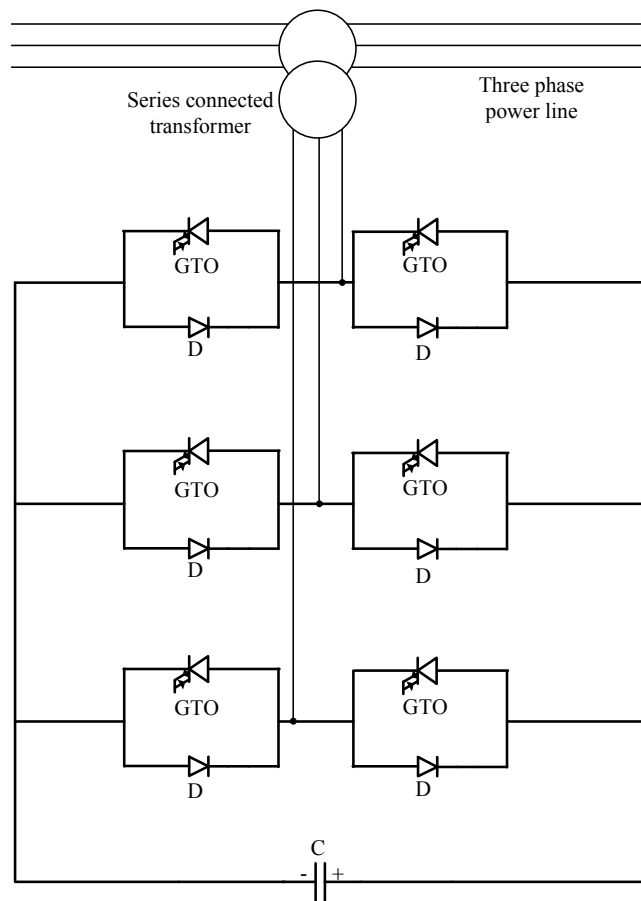 Series connected
transformer
Three phase
power line
GTO
GTO
D
D
GTO
GTO
D
D
GTO
GTO
D
D
C
- +